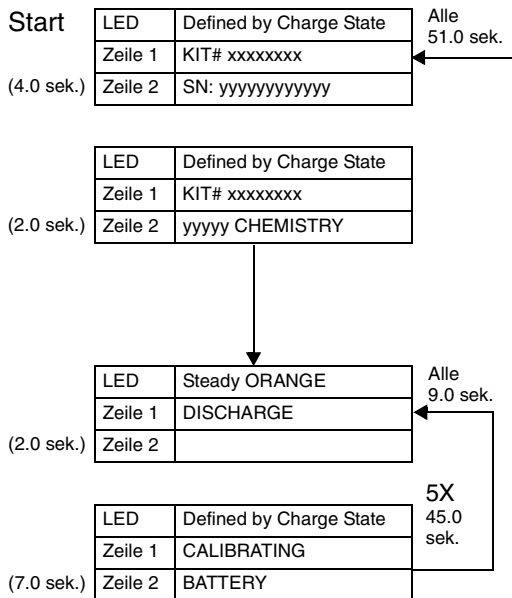 Start
LED Defined by Charge State
Alle
51.0 sek.
Zeile 1 KIT# xxxxxxxx
(4.0 sek.) Zeile 2 SN: yyyyyyyyyyyy
LED Defined by Charge State
Zeile 1 KIT# xxxxxxxx
(2.0 sek.) Zeile 2 yyyyy CHEMISTRY
LED Steady ORANGE
Alle
9.0 sek.
Zeile 1 DISCHARGE
(2.0 sek.) Zeile 2
5X
45.0
sek.
LED Defined by Charge State
Zeile 1 CALIBRATING
(7.0 sek.) Zeile 2 BATTERY